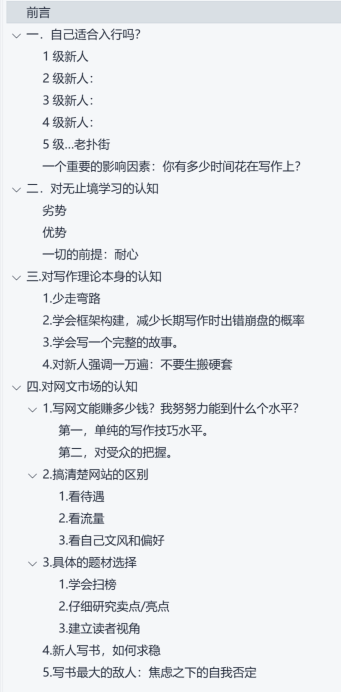 前言
一．自己适合入行吗？
1 级新人
2 级新人：
3 级新人：
4 级新人：
5 级...老扑街
一个重要的影响因素：你有多少时间花在写作上？
二．对无止境学习的认知
劣势
优势
一切的前提：耐心
三.对写作理论本身的认知
1.少走弯路
2.学会框架构建，减少长期写作时出错崩盘的概率
3.学会写一个完整的故事。
4.对新人强调一万遍：不要生搬硬套
四.对网文市场的认知
1.写网文能赚多少钱？我努努力能到什么个水平？
第一，单纯的写作技巧水平。
第二，对受众的把握。
2.搞清楚网站的区别
1.看待遇
2.看流量
3.看自己文风和偏好
3.具体的题材选择
1.学会扫榜
2.仔细研究卖点/亮点
3.建立读者视角
4.新人写书，如何求稳
5.写书最大的敌人：焦虑之下的自我否定